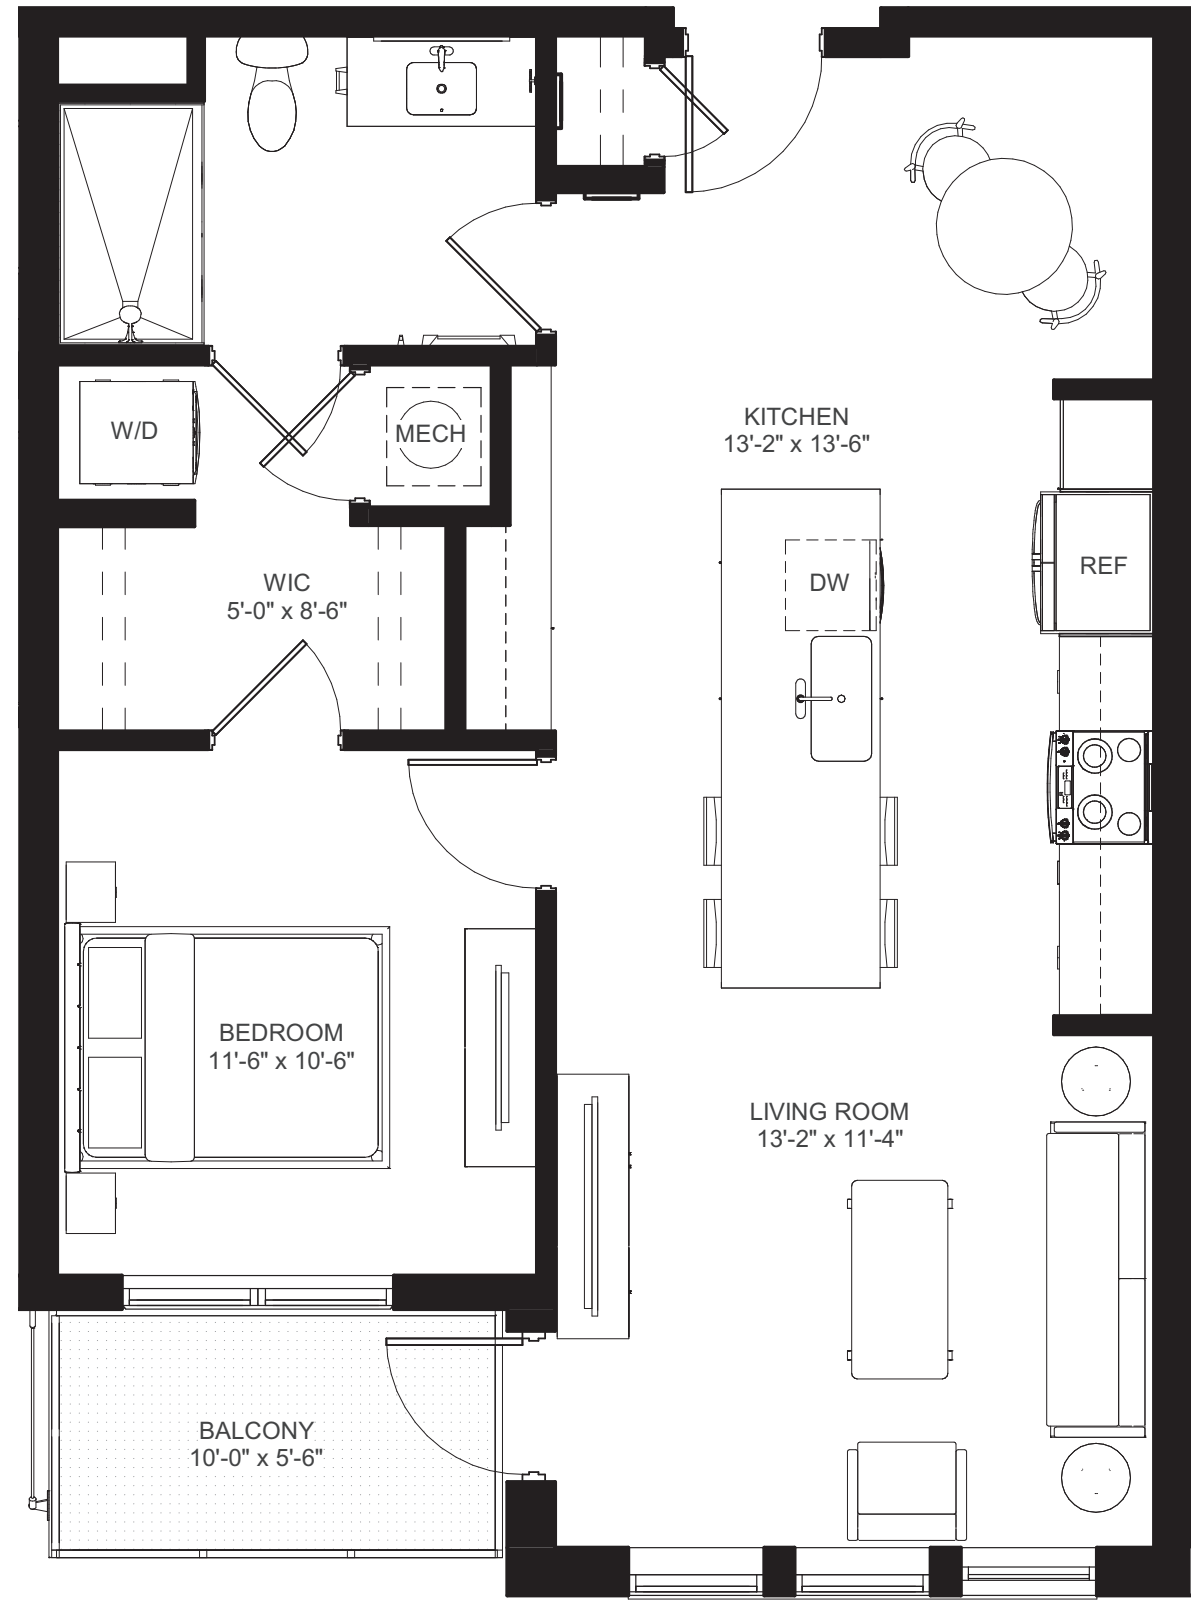 W/D
MECH
KITCHEN
13'-2" x 13'-6"
REF
DW
WIC
5'-0" x 8'-6"
BEDROOM
11'-6" x 10'-6"
LIVING ROOM
13'-2" x 11'-4"
BALCONY
10'-0" x 5'-6"